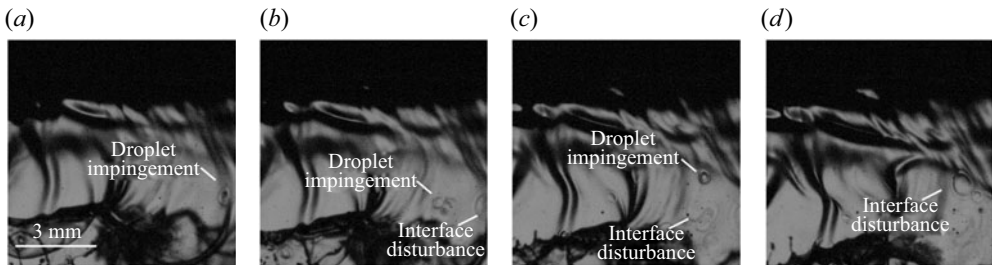 (a)
(b)
(c)
(d)
Droplet
impingement
3 mm
Droplet
impingement
Interface
disturbance
Droplet
impingement
Interface
disturbance
Interface
disturbance